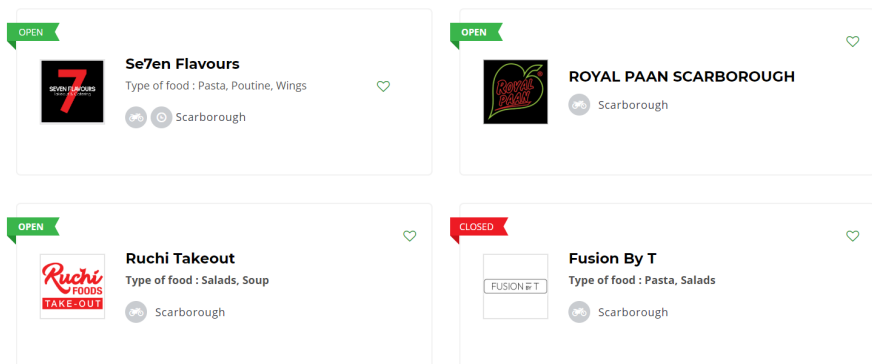 OPEN
7
SEVEN FLAVOURS
Se7en Flavours
Type of food : Pasta, Poutine, Wings
Scarborough
OPEN
ROYAL
PAAN
ROYAL PAAN SCARBOROUGH
Scarborough
OPEN
Ruchi
FOODS
TAKE-OUT
Ruchi Takeout
Type of food : Salads, Soup
Scarborough
CLOSED
FUSION BY T
Fusion By T
Type of food : Pasta, Salads
Scarborough